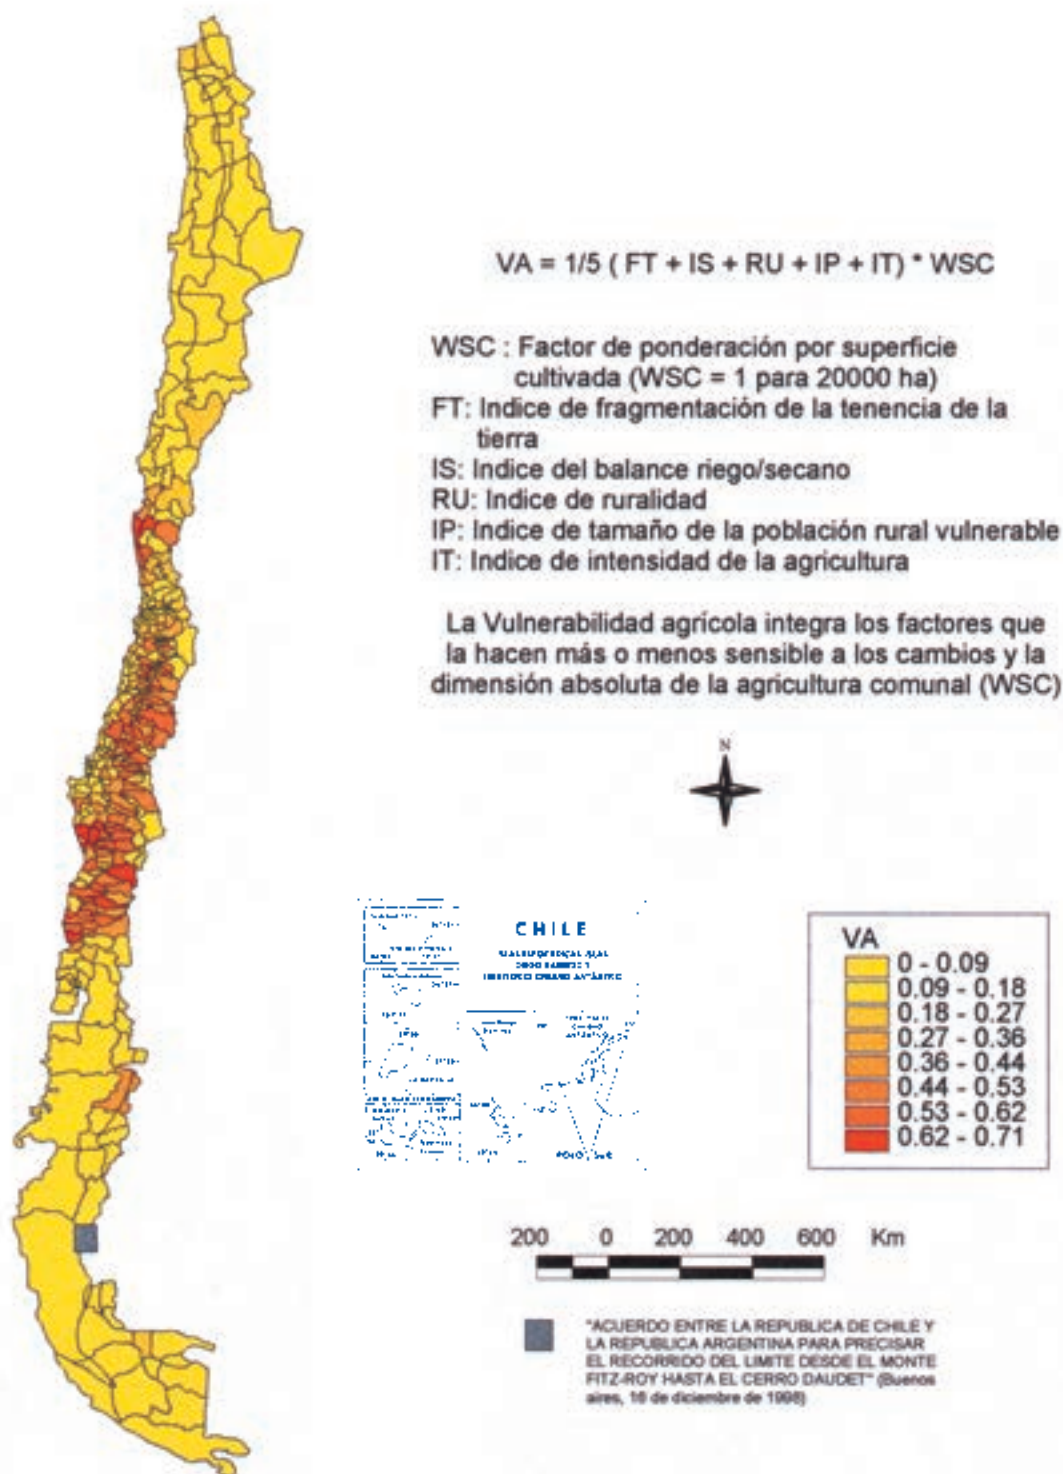 VA = 1/5 ( FT + IS + RU + IP + IT) * WSC
WSC : Factor de ponderación por superficie
cultivada (WSC = 1 para 20000 ha)
FT: Indice de fragmentación de la tenencia de la
tierra
IS: Indice del balance riego/secano
RU: Indice de ruralidad
IP: Indice de tamaño de la población rural vulnerable
IT: Indice de intensidad de la agricultura
La Vulnerabilidad agrícola integra los factores que
la hacen más o menos sensible a los cambios y la
dimensión absoluta de la agricultura comunal (WSC)
N
CHILE
VA
0 - 0.09
0.09 - 0.18
0.18 - 0.27
0.27 - 0.36
0.36 - 0.44
0.44 - 0.53
0.53 - 0.62
0.62 - 0.71
200 0 200 400 600 Km
"ACUERDO ENTRE LA REPUBLICA DE CHILE Y
LA REPUBLICA ARGENTINA PARA PRECISAR
EL RECORRIDO DEL LIMITE DESDE EL MONTE
FITZ-ROY HASTA EL CERRO DAUDET" (Buenos
aires, 16 de diciembre de 1998)